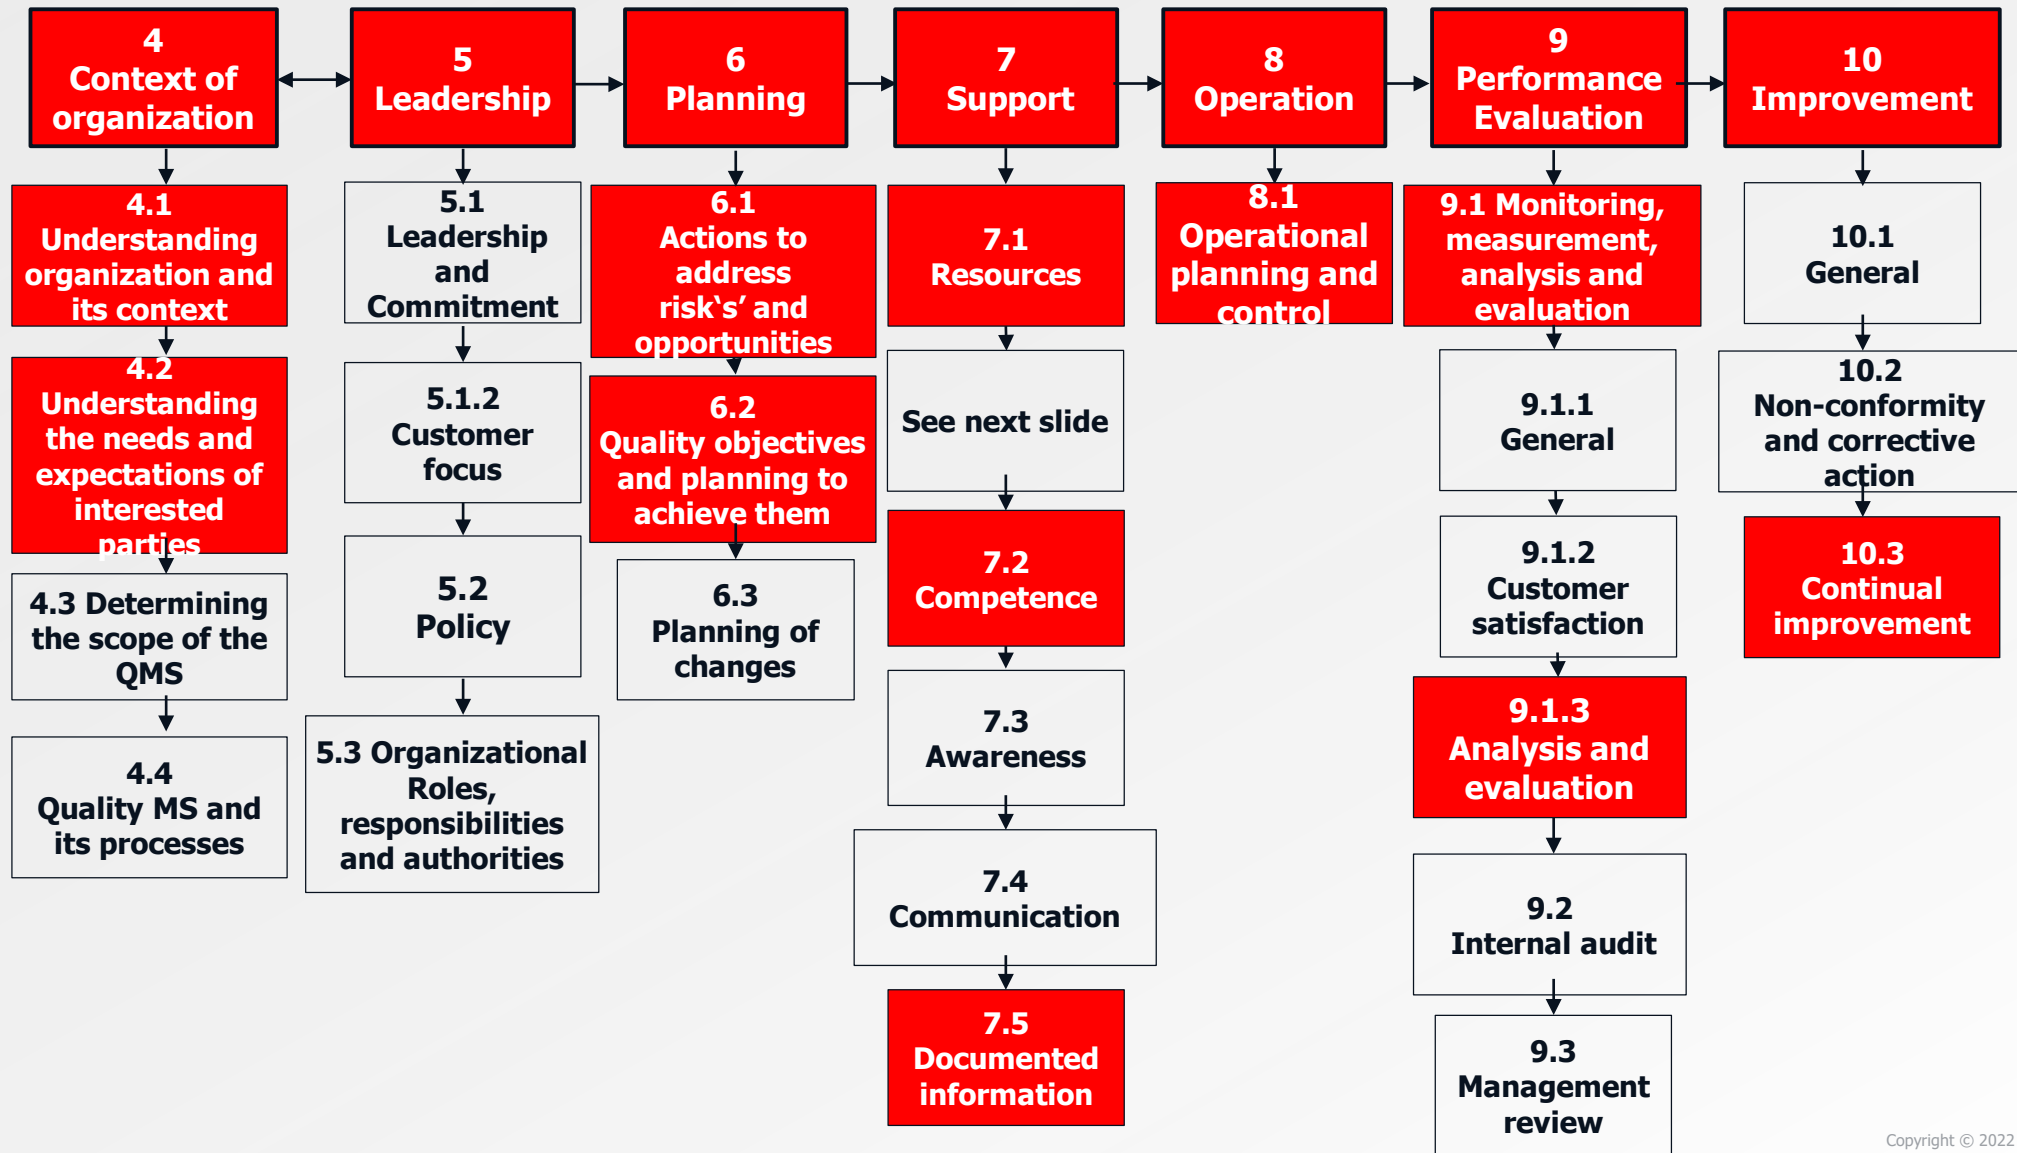 4
Context of
organization
5
Leadership
6
Planning
7
Support
8
Operation
9
Performance
Evaluation
10
Improvement
4.1
Understanding
organization and
its context
4.2
Understanding
the needs and
expectations of
interested
parties
4.3 Determining
the scope of the
QMS
4.4
Quality MS and
its processes
5.1
Leadership
and
Commitment
5.1.2
Customer
focus
5.2
Policy
5.3 Organizational
Roles,
responsibilities
and authorities
6.1
Actions to
address
risk‘s’ and
opportunities
6.2
Quality objectives
and planning to
achieve them
6.3
Planning of
changes
7.1
Resources
See next slide
7.2
Competence
7.3
Awareness
7.4
Communication
7.5
Documented
information
8.1
Operational
planning and
control
9.1 Monitoring,
measurement,
analysis and
evaluation
9.1.1
General
9.1.2
Customer
satisfaction
9.1.3
Analysis and
evaluation
9.2
Internal audit
9.3
Management
review
10.1
General
10.2
Non-conformity
and corrective
action
10.3
Continual
improvement
Copyright © 2022